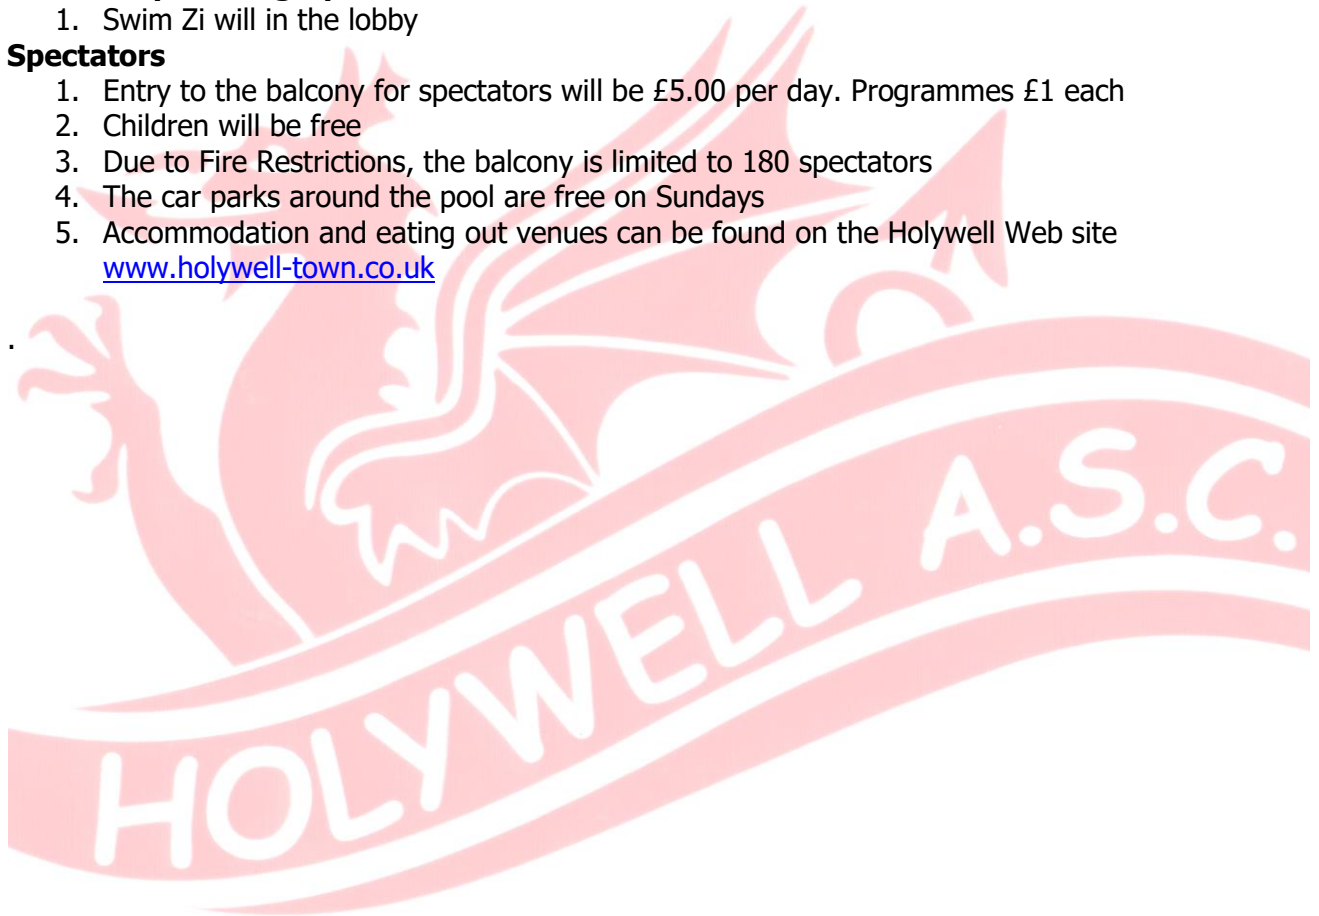 1. Swim Zi will in the lobby
Spectators
1. Entry to the balcony for spectators will be £5.00 per day. Programmes £1 each
2. Children will be free
3. Due to Fire Restrictions, the balcony is limited to 180 spectators
4. The car parks around the pool are free on Sundays
5. Accommodation and eating out venues can be found on the Holywell Web site
www.holywell-town.co.uk
.
HOLYWELL A.S.C.